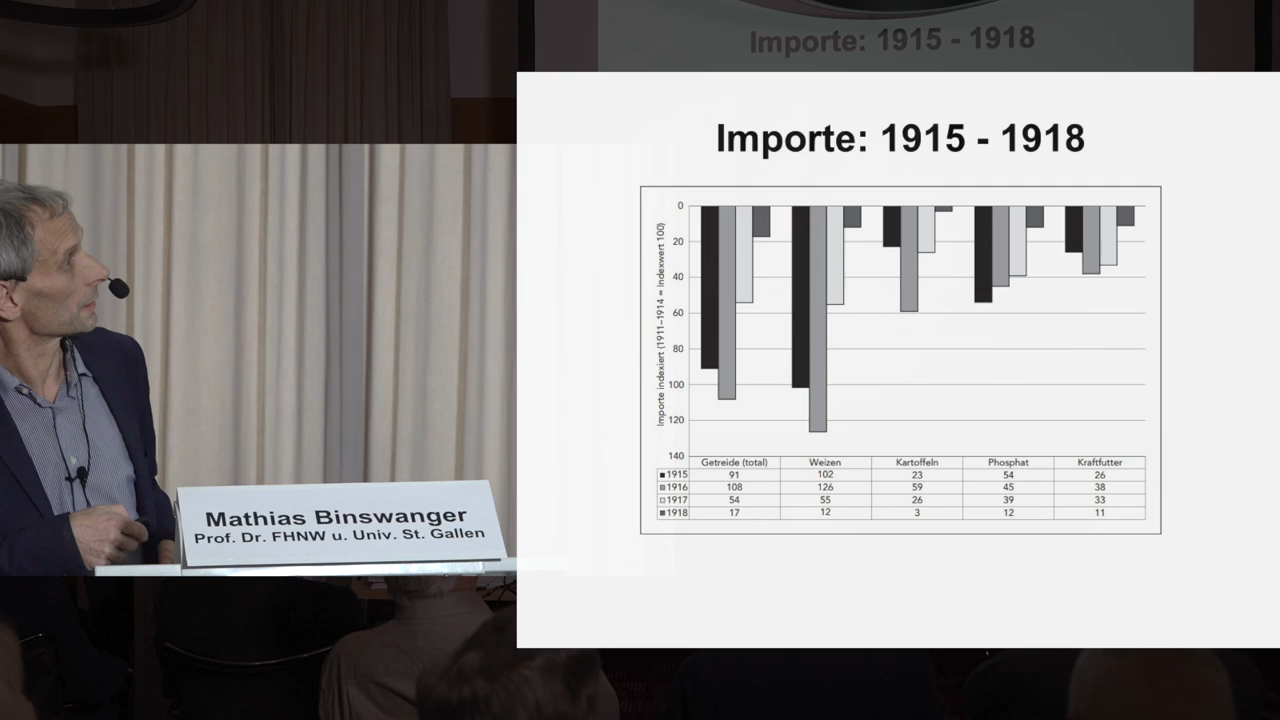 Importe: 1915 - 1918
Importe: 1915 - 1918
Importe indexiert (1911–1914 = Indexwert 100)
0
20
40
60
80
100
120
140
Getreide (total) Weizen Kartoffeln Phosphat Kraftfutter
1915 91 102 23 54 26
1916 108 126 59 45 38
1917 54 55 26 39 33
1918 17 12 3 12 11
Mathias Binswanger
Prof. Dr. FHNW u. Univ. St. Gallen